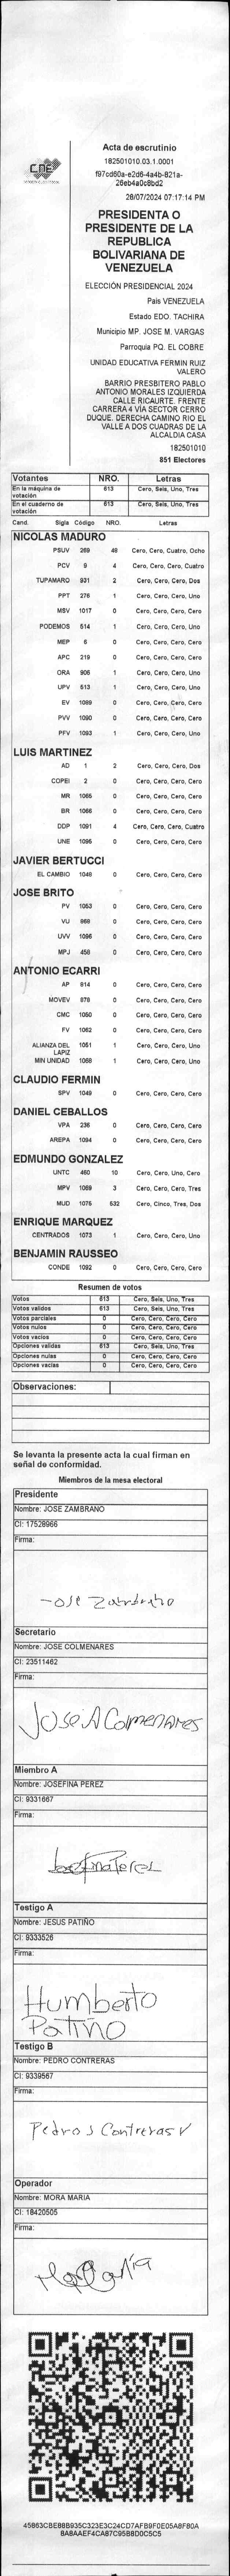 CNE
Acta de escrutinio
182501010.03.1.0001
f97cd60a-e2d6-4a4b-821a-
26eb4a0c8bd2
28/07/2024 07:17:14 PM
PRESIDENTA O
PRESIDENTE DE LA
REPUBLICA
BOLIVARIANA DE
VENEZUELA
ELECCIÓN PRESIDENCIAL 2024
País VENEZUELA
Estado EDO. TACHIRA
Municipio MP. JOSE M. VARGAS
Parroquia PQ. EL COBRE
UNIDAD EDUCATIVA FERMIN RUIZ
VALERO
BARRIO PRESBITERO PABLO
ANTONIO MORALES IZQUIERDA
CALLE RICAURTE. FRENTE
CARRERA 4 VÍA SECTOR CERRO
DUQUE. DERECHA CAMINO RIO EL
VALLE A DOS CUADRAS DE LA
ALCALDIA CASA
182501010
851 Electores
Votantes NRO. Letras
En la máquina de votación 613 Cero, Seis, Uno, Tres
En el cuaderno de votación 613 Cero, Seis, Uno, Tres
Cand. Sigla Código NRO. Letras
NICOLAS MADURO
PSUV 269 48 Cero, Cero, Cuatro, Ocho
PCV 9 4 Cero, Cero, Cero, Cuatro
TUPAMARO 931 2 Cero, Cero, Cero, Dos
PPT 276 1 Cero, Cero, Cero, Uno
MSV 1017 0 Cero, Cero, Cero, Cero
PODEMOS 514 1 Cero, Cero, Cero, Uno
MEP 6 0 Cero, Cero, Cero, Cero
APC 219 0 Cero, Cero, Cero, Cero
ORA 905 1 Cero, Cero, Cero, Uno
UPV 513 1 Cero, Cero, Cero, Uno
EV 1089 0 Cero, Cero, Cero, Cero
PVV 1090 0 Cero, Cero, Cero, Cero
PFV 1093 1 Cero, Cero, Cero, Uno
LUIS MARTINEZ
AD 1 2 Cero, Cero, Cero, Dos
COPEI 2 0 Cero, Cero, Cero, Cero
MR 1065 0 Cero, Cero, Cero, Cero
BR 1066 0 Cero, Cero, Cero, Cero
DDP 1091 4 Cero, Cero, Cero, Cuatro
UNE 1095 0 Cero, Cero, Cero, Cero
JAVIER BERTUCCI
EL CAMBIO 1048 0 Cero, Cero, Cero, Cero
JOSE BRITO
PV 1053 0 Cero, Cero, Cero, Cero
VU 868 0 Cero, Cero, Cero, Cero
UVV 1096 0 Cero, Cero, Cero, Cero
MPJ 458 0 Cero, Cero, Cero, Cero
ANTONIO ECARRI
AP 814 0 Cero, Cero, Cero, Cero
MOVEV 878 0 Cero, Cero, Cero, Cero
CMC 1050 0 Cero, Cero, Cero, Cero
FV 1062 0 Cero, Cero, Cero, Cero
ALIANZA DEL LAPIZ 1051 1 Cero, Cero, Cero, Uno
MIN UNIDAD 1068 1 Cero, Cero, Cero, Uno
CLAUDIO FERMIN
SPV 1049 0 Cero, Cero, Cero, Cero
DANIEL CEBALLOS
VPA 236 0 Cero, Cero, Cero, Cero
AREPA 1094 0 Cero, Cero, Cero, Cero
EDMUNDO GONZALEZ
UNTC 460 10 Cero, Cero, Uno, Cero
MPV 1069 3 Cero, Cero, Cero, Tres
MUD 1075 532 Cero, Cinco, Tres, Dos
ENRIQUE MARQUEZ
CENTRADOS 1073 1 Cero, Cero, Cero, Uno
BENJAMIN RAUSSEO
CONDE 1092 0 Cero, Cero, Cero, Cero
Resumen de votos
Votos 613 Cero, Seis, Uno, Tres
Votos validos 613 Cero, Seis, Uno, Tres
Votos parciales 0 Cero, Cero, Cero, Cero
Votos nulos 0 Cero, Cero, Cero, Cero
Votos vacios 0 Cero, Cero, Cero, Cero
Opciones validas 613 Cero, Seis, Uno, Tres
Opciones nulas 0 Cero, Cero, Cero, Cero
Opciones vacias 0 Cero, Cero, Cero, Cero
Observaciones:
Se levanta la presente acta la cual firman en
señal de conformidad.
Miembros de la mesa electoral
Presidente
Nombre: JOSE ZAMBRANO
CI: 17528966
Firma:
Jose Zambrano
Secretario
Nombre: JOSE COLMENARES
CI: 23511462
Firma:
Jose A Colmenares
Miembro A
Nombre: JOSEFINA PEREZ
CI: 9331667
Firma:
Josefina Perez
Testigo A
Nombre: JESUS PATIÑO
CI: 9333526
Firma:
Humberto
Patiño
Testigo B
Nombre: PEDRO CONTRERAS
CI: 9339567
Firma:
Pedro J Contreras V
Operador
Nombre: MORA MARIA
CI: 18420505
Firma:
45863CBE88B935C323E3C24CD7AFB9F0E05A8F80A
8A8AAEF4CA87C95B8D0C5C5